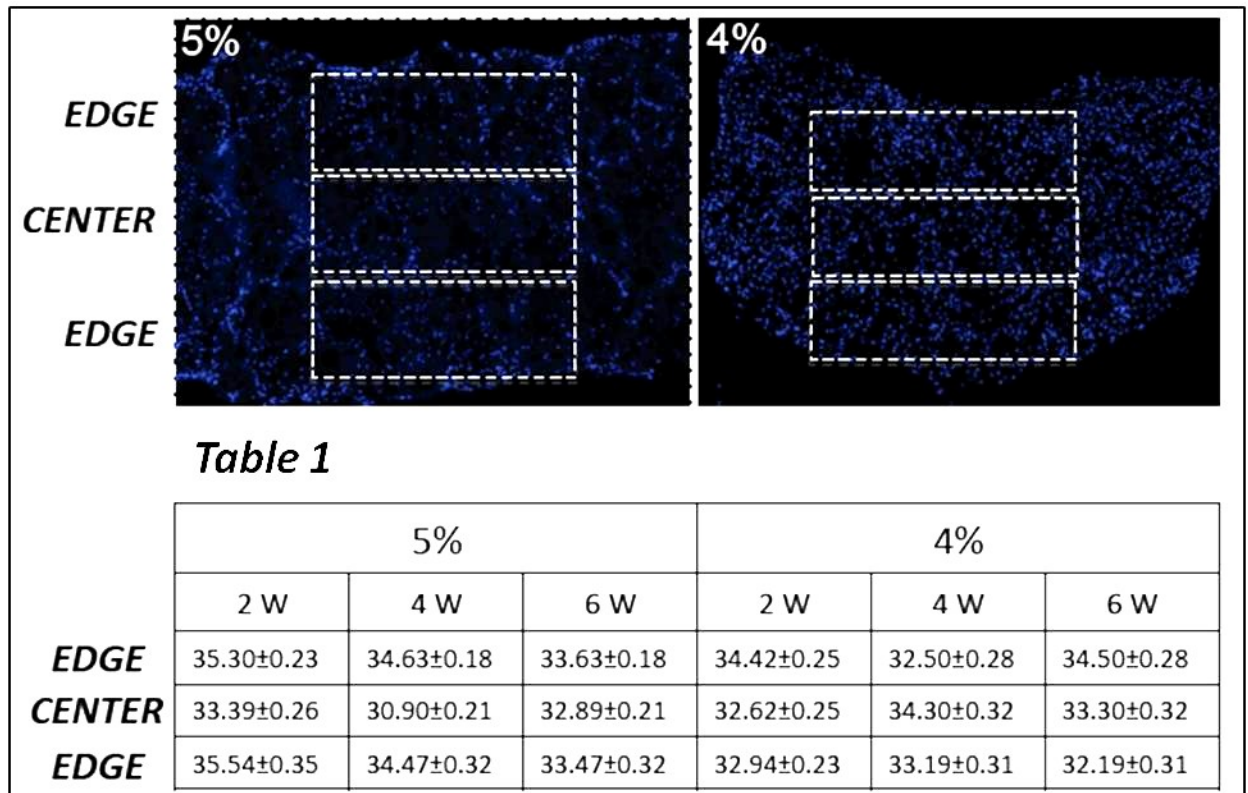 5% 4%
EDGE
CENTER
EDGE
Table 1
5% 4%
2 W 4 W 6 W 2 W 4 W 6 W
EDGE 35.30±0.23 34.63±0.18 33.63±0.18 34.42±0.25 32.50±0.28 34.50±0.28
CENTER 33.39±0.26 30.90±0.21 32.89±0.21 32.62±0.25 34.30±0.32 33.30±0.32
EDGE 35.54±0.35 34.47±0.32 33.47±0.32 32.94±0.23 33.19±0.31 32.19±0.31